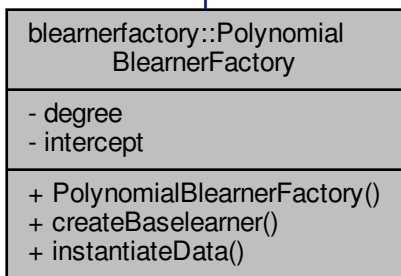 blearnerfactory::Polynomial
BlearnerFactory
- degree
- intercept
+ PolynomialBlearnerFactory()
+ createBaselearner()
+ instantiateData()